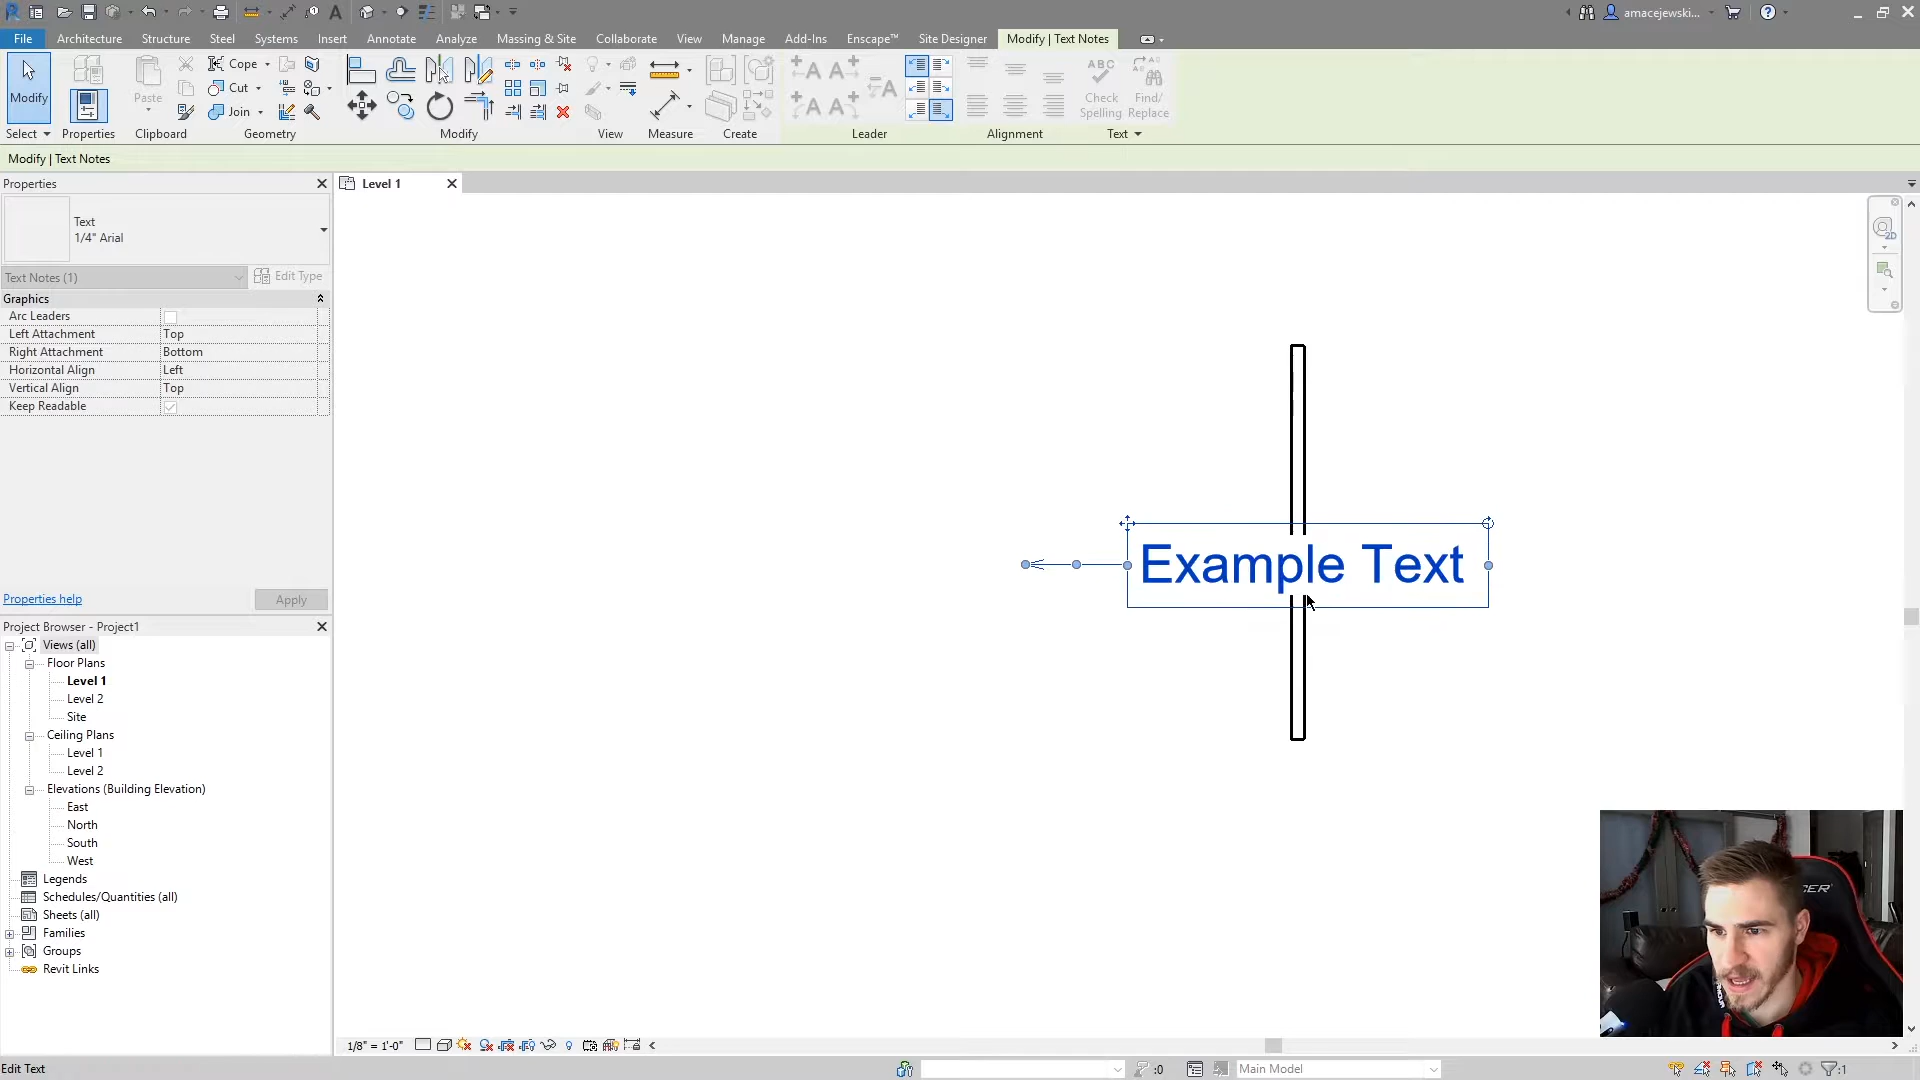 amacejewski...
File Architecture Structure Steel Systems Insert Annotate Analyze Massing & Site Collaborate View Manage Add-Ins Enscape™ Site Designer Modify | Text Notes
Modify
Paste
Cope
Cut
Join
ABC
Check
Spelling
Find/
Replace
Select Properties Clipboard Geometry Modify View Measure Create Leader Alignment Text
Modify | Text Notes
Properties
Level 1
Text
1/4" Arial
Text Notes (1)
Edit Type
Graphics
Arc Leaders
Left Attachment Top
Right Attachment Bottom
Horizontal Align Left
Vertical Align Top
Keep Readable
Properties help
Apply
2D
Example Text
Project Browser - Project1
Views (all)
Floor Plans
Level 1
Level 2
Site
Ceiling Plans
Level 1
Level 2
Elevations (Building Elevation)
East
North
South
West
Legends
Schedules/Quantities (all)
Sheets (all)
Families
Groups
Revit Links
1/8" = 1'-0"
Edit Text
:0
Main Model
:1